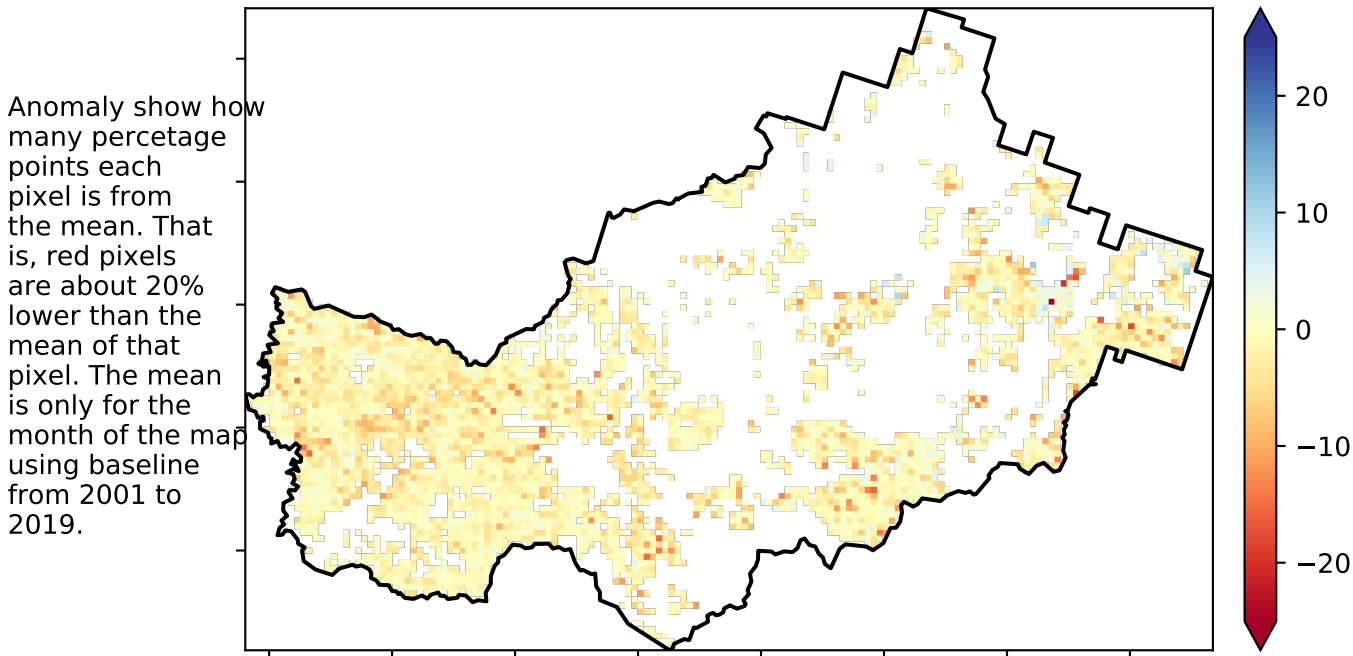 Anomaly show how
many percetage
points each
pixel is from
the mean. That
is, red pixels
are about 20%
lower than the
mean of that
pixel. The mean
is only for the
month of the map
using baseline
from 2001 to
2019.
20
10
0
−10
−20